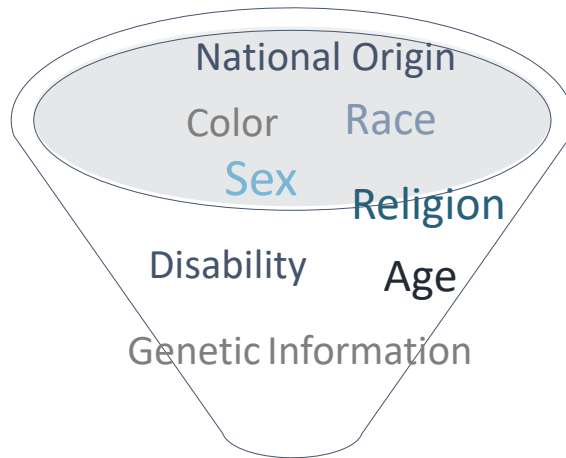 National Origin
Color Race
Sex
Religion
Disability
Age
Genetic Information